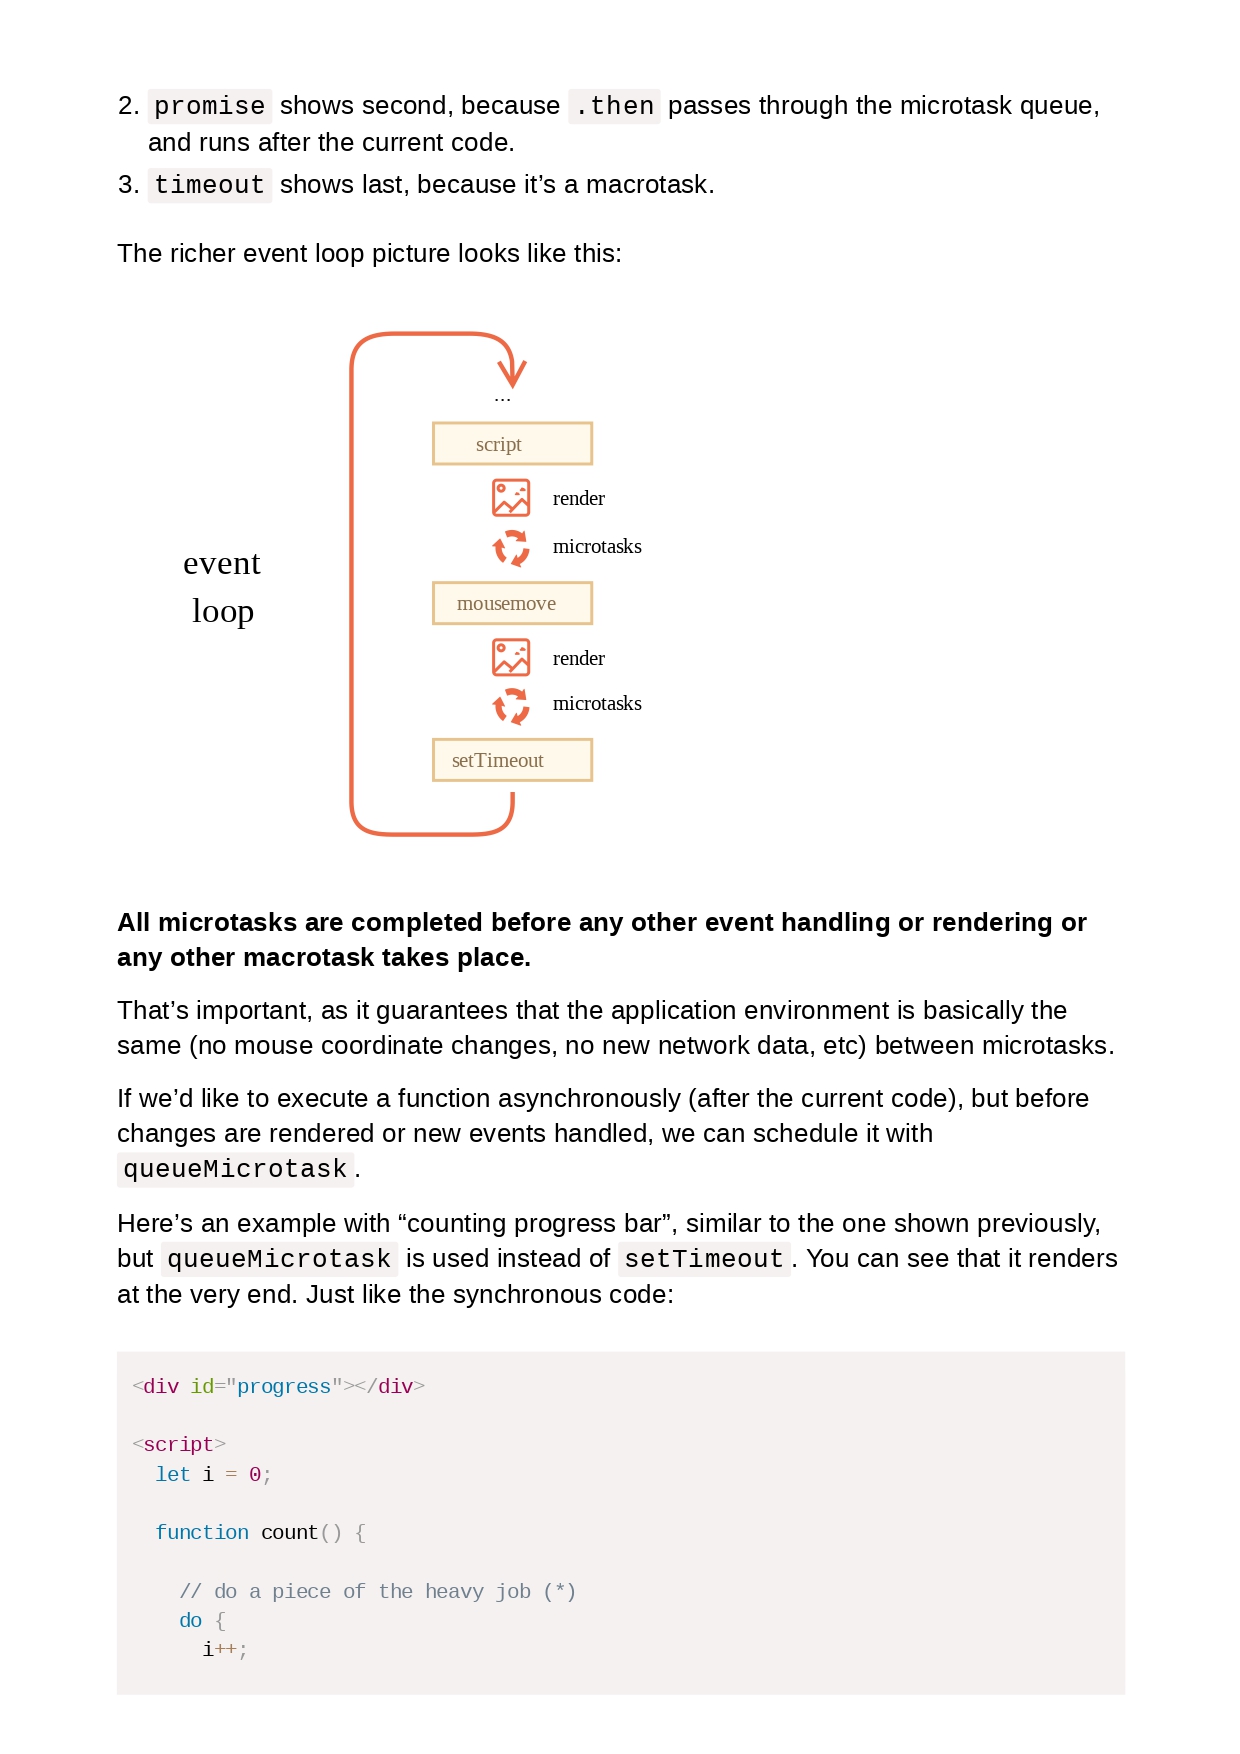 2. promise shows second, because .then passes through the microtask queue,
and runs after the current code.
3. timeout shows last, because it’s a macrotask.
The richer event loop picture looks like this:
...
script
render
microtasks
event
loop
mousemove
render
microtasks
setTimeout
All microtasks are completed before any other event handling or rendering or
any other macrotask takes place.
That’s important, as it guarantees that the application environment is basically the
same (no mouse coordinate changes, no new network data, etc) between microtasks.
If we’d like to execute a function asynchronously (after the current code), but before
changes are rendered or new events handled, we can schedule it with
queueMicrotask.
Here’s an example with “counting progress bar”, similar to the one shown previously,
but queueMicrotask is used instead of setTimeout. You can see that it renders
at the very end. Just like the synchronous code:
<div id="progress"></div>
<script>
let i = 0;
function count() {
// do a piece of the heavy job (*)
do {
i++;